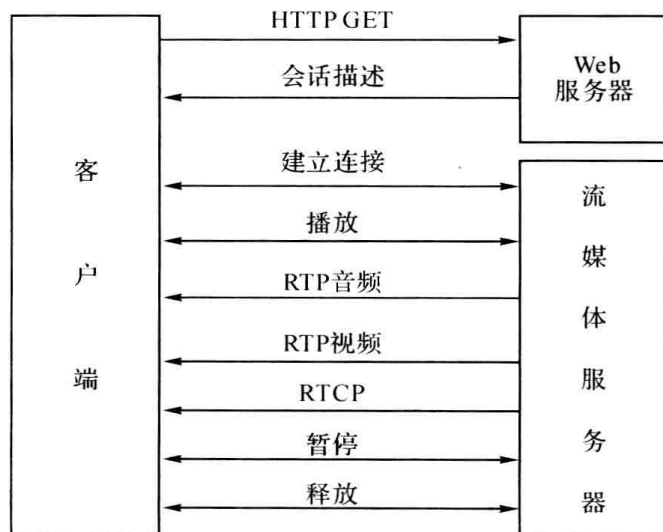 HTTP GET
会话描述
Web
服务器
客
户
端
建立连接
播放
RTP音频
RTP视频
RTCP
暂停
释放
流
媒
体
服
务
器